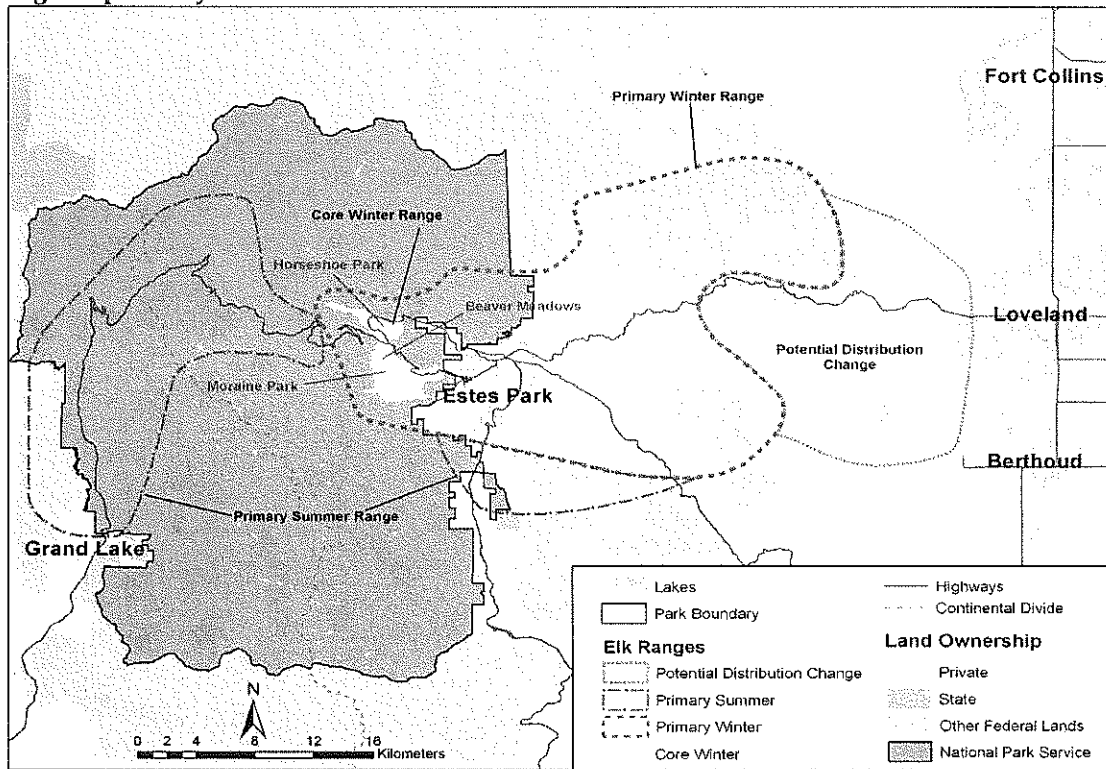 Fort Collins
Primary Winter Range
Core Winter Range
Horseshoe Park
Beaver Meadows
Loveland
Potential Distribution
Change
Moraine Park
Estes Park
Berthoud
Primary Summer Range
Grand Lake
N
0 2 4 8 12 16
Kilometers
Lakes
Park Boundary
Elk Ranges
Potential Distribution Change
Primary Summer
Primary Winter
Core Winter
Highways
Continental Divide
Land Ownership
Private
State
Other Federal Lands
National Park Service